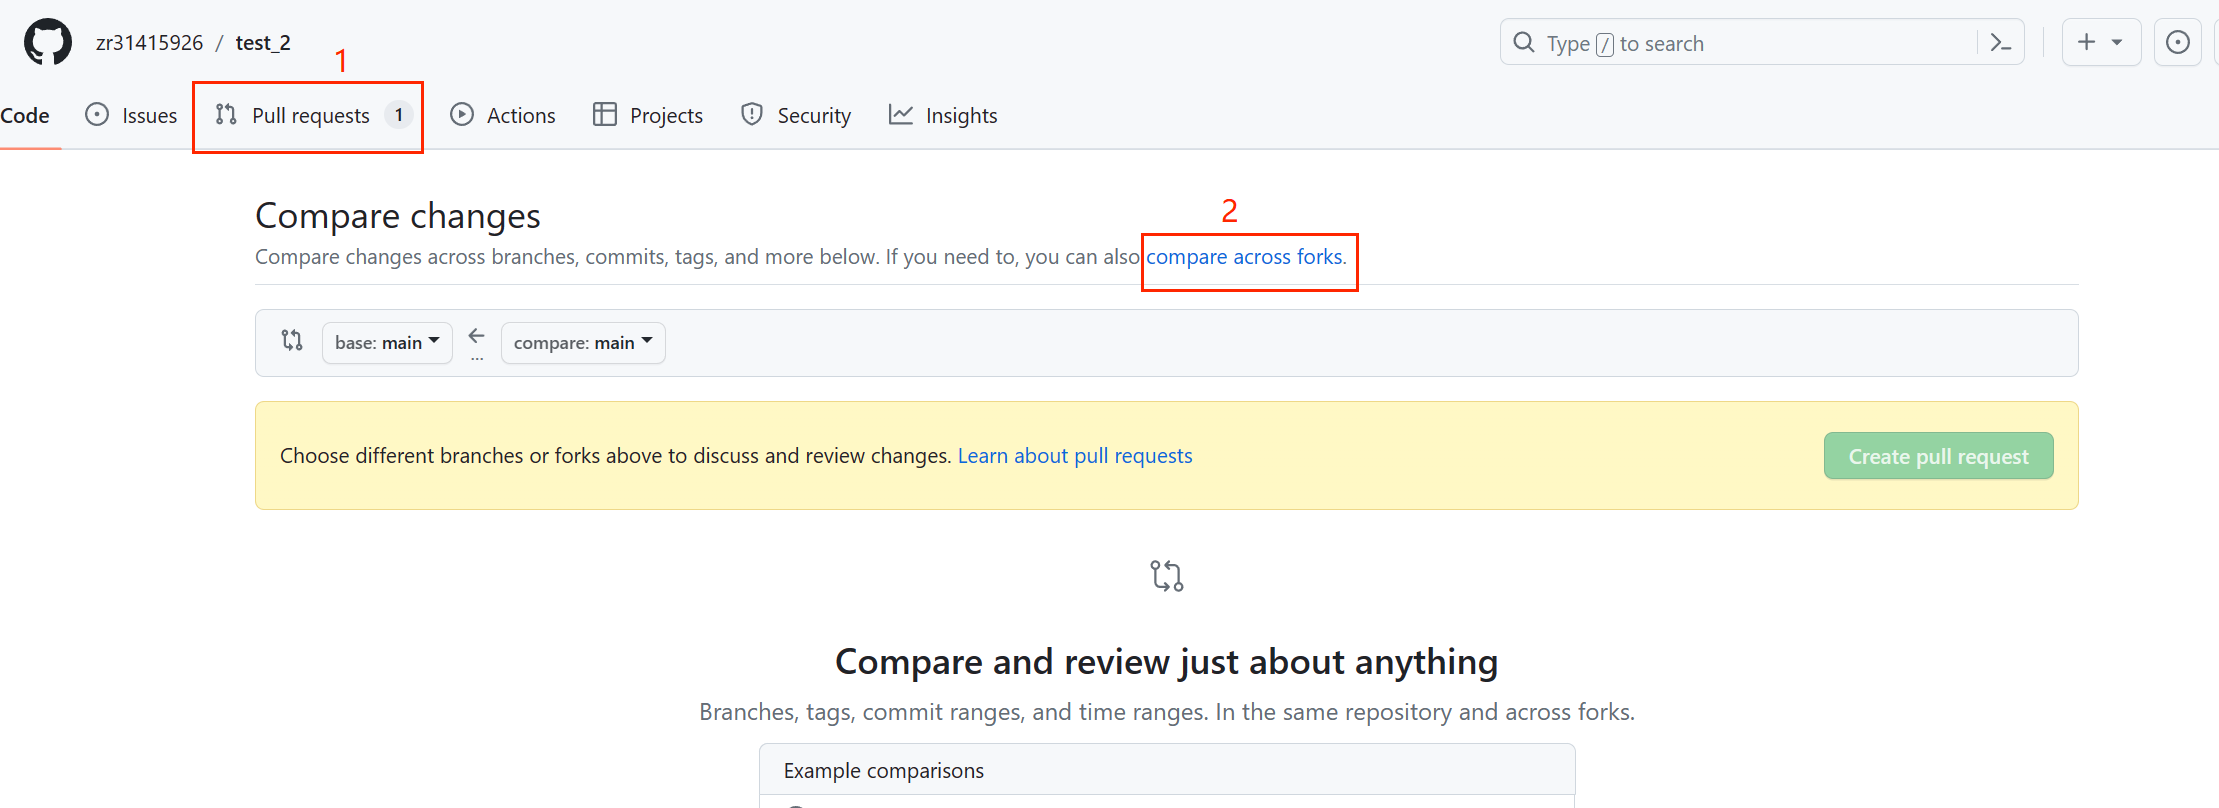 zr31415926 / test_2
1
Type / to search
Code Issues Pull requests 1 Actions Projects Security Insights
Compare changes
2
Compare changes across branches, commits, tags, and more below. If you need to, you can also compare across forks.
base: main ← ... compare: main
Choose different branches or forks above to discuss and review changes. Learn about pull requests
Create pull request
Compare and review just about anything
Branches, tags, commit ranges, and time ranges. In the same repository and across forks.
Example comparisons